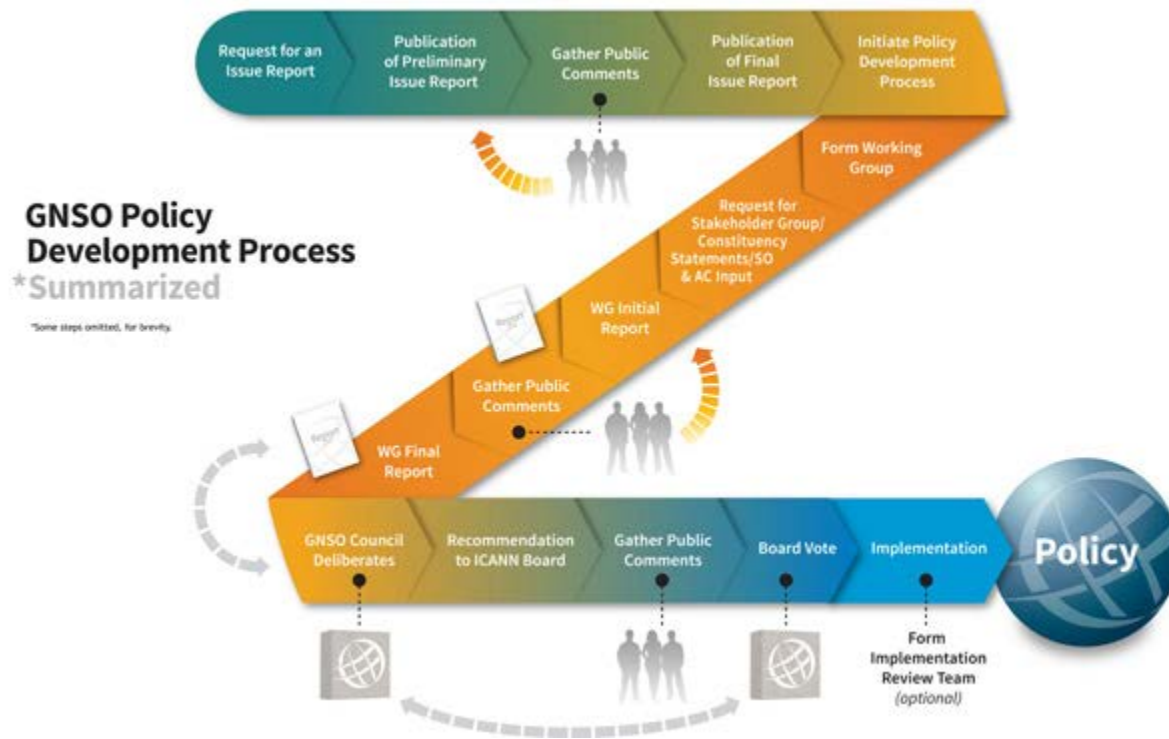 Request for an
Issue Report
Publication
of Preliminary
Issue Report
Gather Public
Comments
Publication
of Final
Issue Report
Initiate Policy
Development
Process
Form Working
Group
Request for
Stakeholder Group/
Constituency
Statements/SO
& AC Input
GNSO Policy
Development Process
*Summarized
*Some steps omitted, for brevity.
WG Initial
Report
Report
Gather Public
Comments
Report
WG Final
Report
GNSO Council
Deliberates
Recommendation
to ICANN Board
Gather Public
Comments
Board Vote
Implementation
Policy
Form
Implementation
Review Team
(optional)